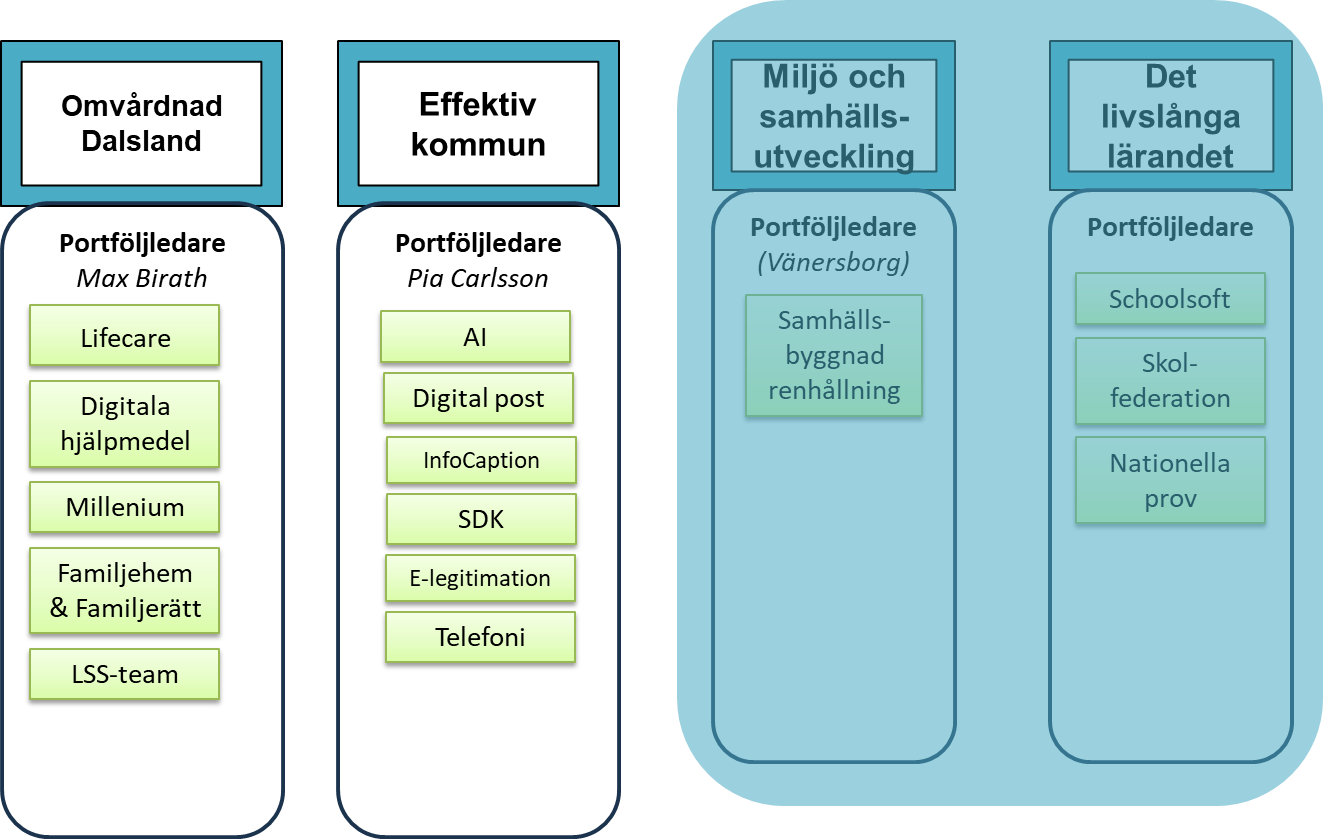 Omvårdnad
Dalsland
Portföljledare
Max Birath
Lifecare
Digitala
hjälpmedel
Millenium
Familjehem
& Familjerätt
LSS-team
Effektiv
kommun
Portföljledare
Pia Carlsson
AI
Digital post
InfoCaption
SDK
E-legitimation
Telefoni
Miljö och
samhälls-
utveckling
Portföljledare
(Vänersborg)
Samhälls-
byggnad
renhållning
Det
livslånga
lärandet
Portföljledare
Schoolsoft
Skol-
federation
Nationella
prov